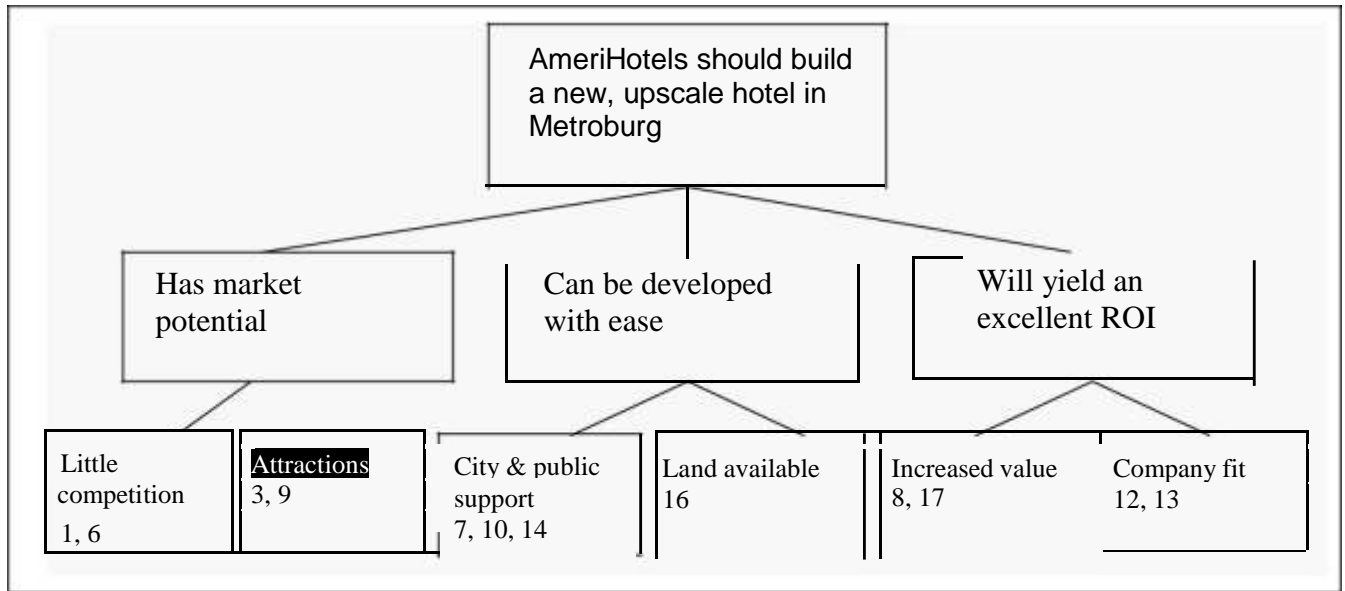 AmeriHotels should build
a new, upscale hotel in
Metroburg
Has market
potential
Can be developed
with ease
Will yield an
excellent ROI
Little
competition
1, 6
Attractions
3, 9
City & public
support
7, 10, 14
Land available
16
Increased value
8, 17
Company fit
12, 13